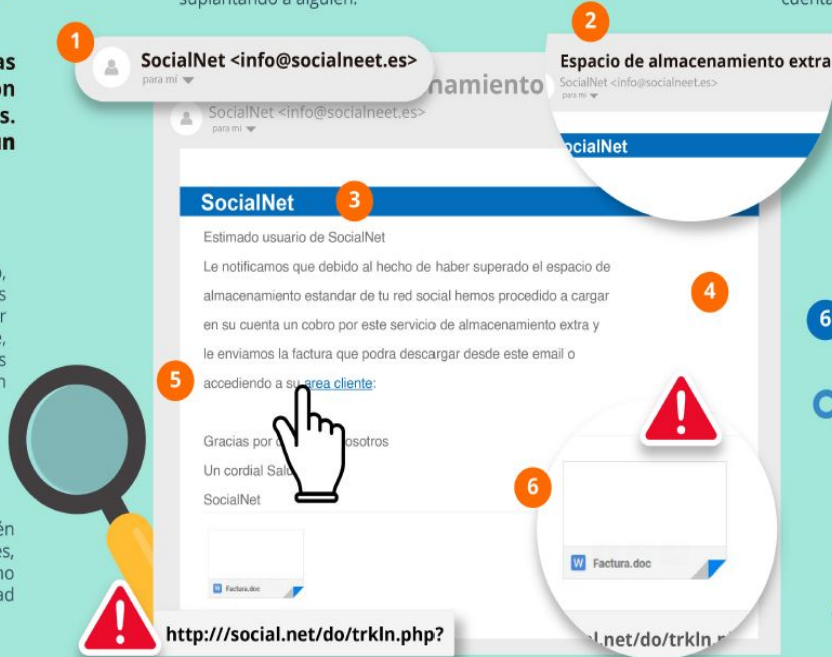 suplantando a alguien.
1
SocialNet <info@socialneet.es>
para mí
namiento
SocialNet <info@socialneet.es>
para mí
2
Espacio de almacenamiento extra
SocialNet <info@socialneet.es>
para mí
ocialNet
SocialNet
3
Estimado usuario de SocialNet
Le notificamos que debido al hecho de haber superado el espacio de
almacenamiento estandar de tu red social hemos procedido a cargar
en su cuenta un cobro por este servicio de almacenamiento extra y
le enviamos la factura que podra descargar desde este email o
accediendo a su area cliente:
4
5
Gracias por
osotros
Un cordial Salu
SocialNet
Factura.doc
6
Factura.doc
http:///social.net/do/trkln.php?
l.net/do/trkln.p
6